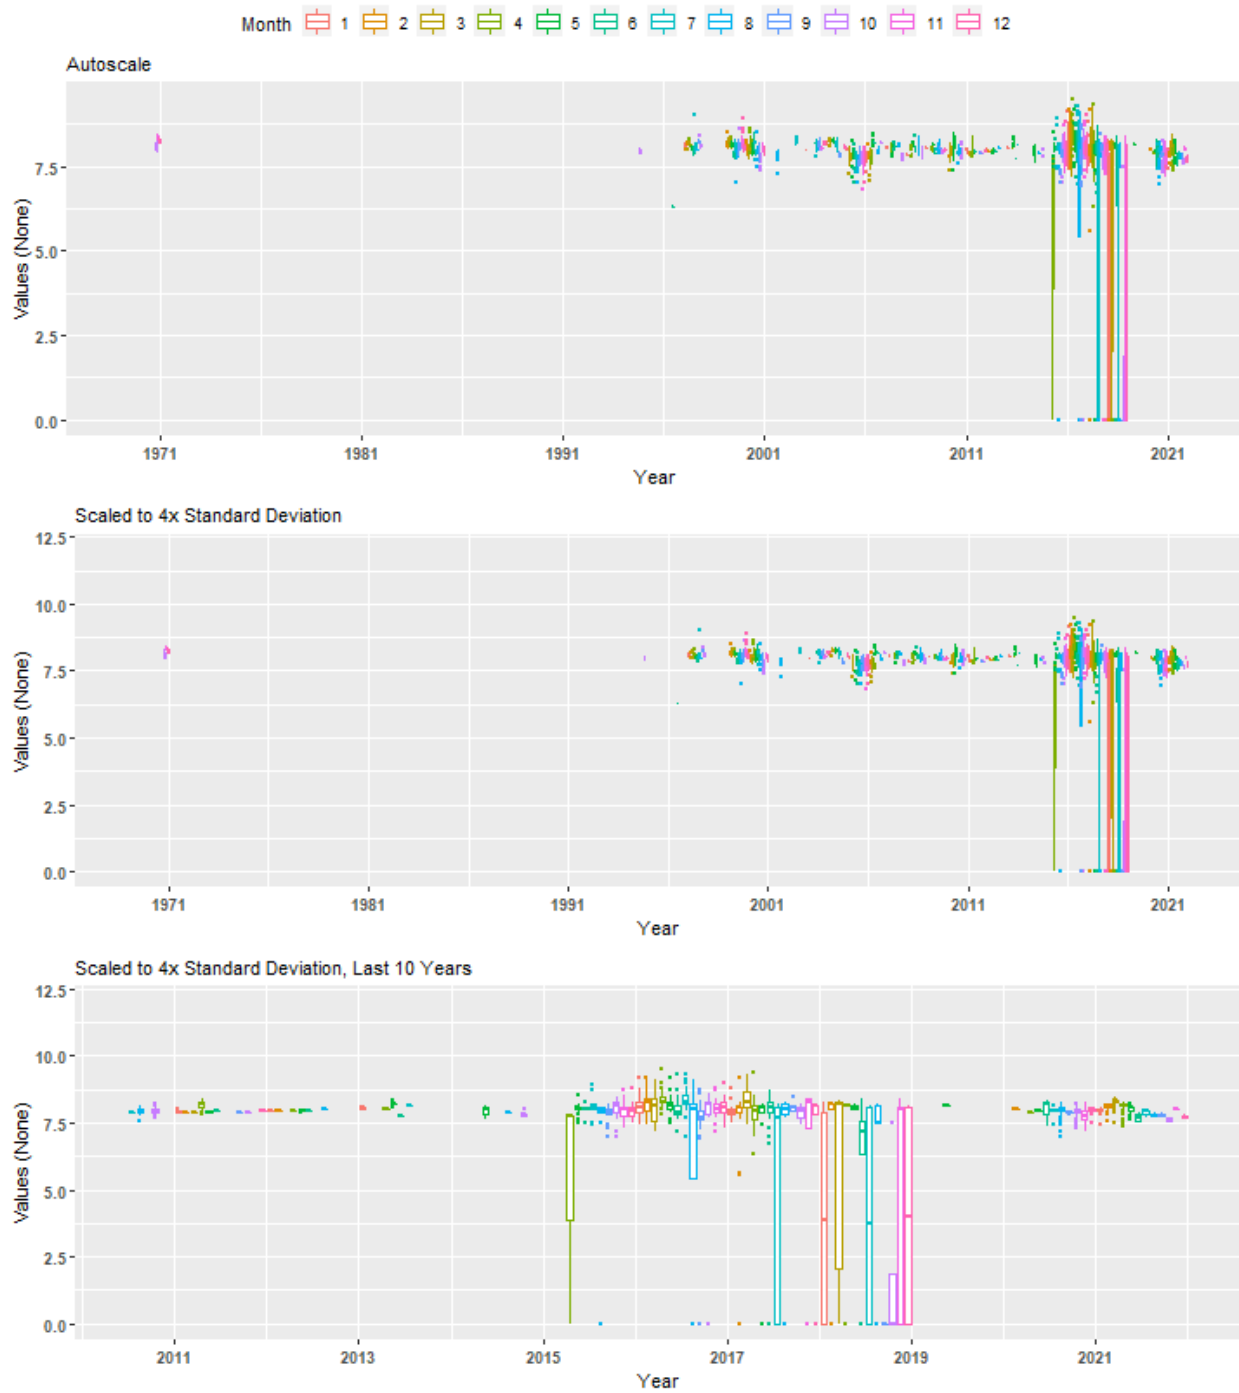 Month 1 2 3 4 5 6 7 8 9 10 11 12
Autoscale
Values (None)
7.5
5.0
2.5
0.0
1971 1981 1991 2001 2011 2021
Year
Scaled to 4x Standard Deviation
Values (None)
12.5
10.0
7.5
5.0
2.5
0.0
1971 1981 1991 2001 2011 2021
Year
Scaled to 4x Standard Deviation, Last 10 Years
Values (None)
12.5
10.0
7.5
5.0
2.5
0.0
2011 2013 2015 2017 2019 2021
Year